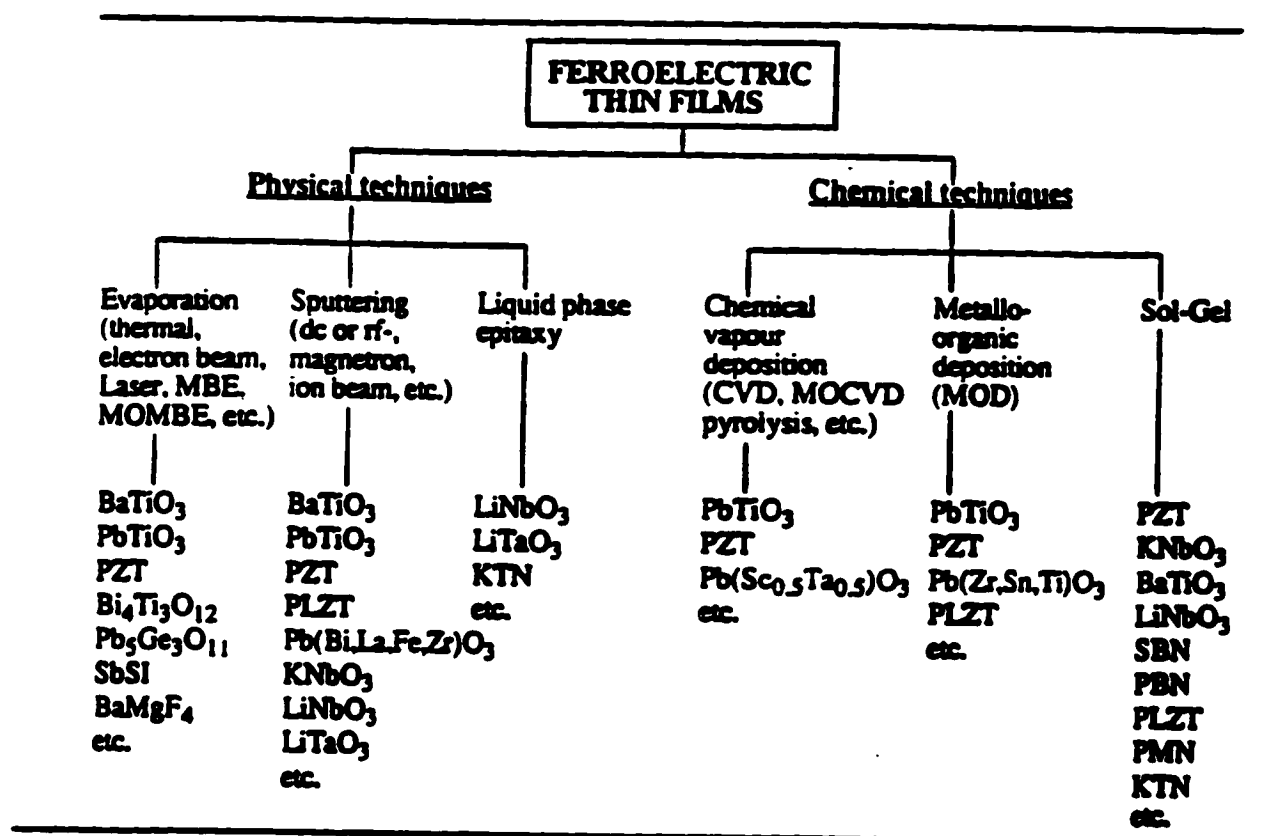 FERROELECTRIC
THIN FILMS
Physical techniques
Evaporation
(thermal,
electron beam,
Laser, MBE,
MOMBE, etc.)
BaTiO₃
PbTiO₃
PZT
Bi₄Ti₃O₁₂
Pb₅Ge₃O₁₁
SbSI
BaMgF₄
etc.
Sputtering
(dc or rf-,
magnetron,
ion beam, etc.)
BaTiO₃
PbTiO₃
PZT
PLZT
Pb(Bi,La,Fe,Zr)O₃
KNbO₃
LiNbO₃
LiTaO₃
etc.
Liquid phase
epitaxy
LiNbO₃
LiTaO₃
KTN
etc.
Chemical techniques
Chemical
vapour
deposition
(CVD, MOCVD
pyrolysis, etc.)
PbTiO₃
PZT
Pb(Sc₀.₅Ta₀.₅)O₃
etc.
Metallo-
organic
deposition
(MOD)
PbTiO₃
PZT
Pb(Zr,Sn,Ti)O₃
PLZT
etc.
Sol-Gel
PZT
KNbO₃
BaTiO₃
LiNbO₃
SBN
PBN
PLZT
PMN
KTN
etc.